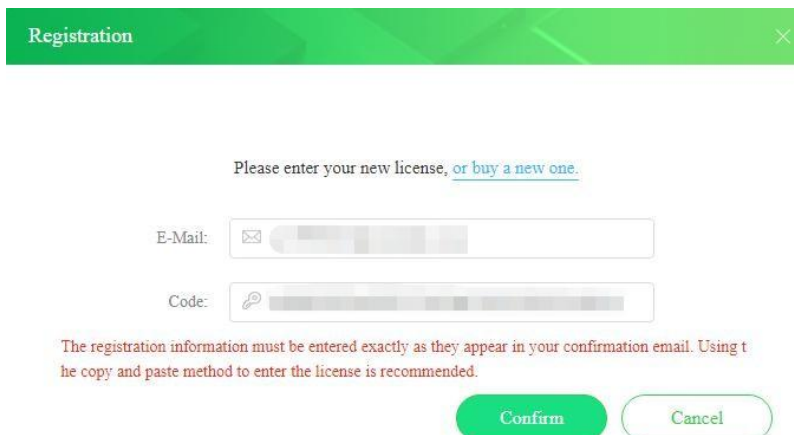 Registration
Please enter your new license, or buy a new one.
E-Mail:
Code:
The registration information must be entered exactly as they appear in your confirmation email. Using t
he copy and paste method to enter the license is recommended.
Confirm Cancel